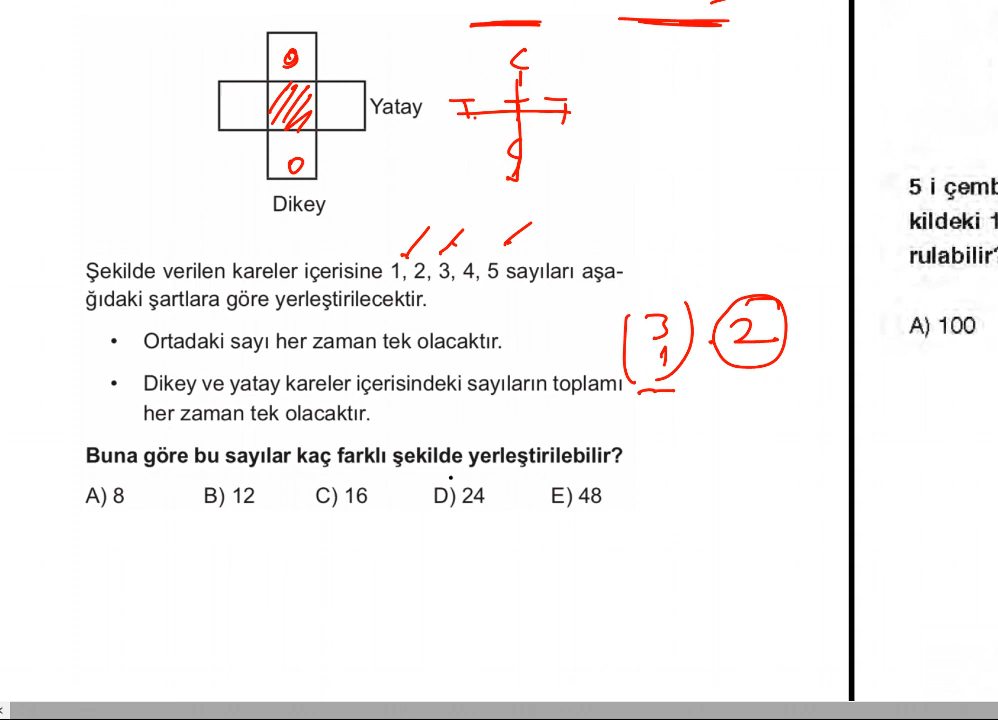 C
Yatay
T T T
Ç
Dikey
Şekilde verilen kareler içerisine 1, 2, 3, 4, 5 sayıları aşa-
ğıdaki şartlara göre yerleştirilecektir.
• Ortadaki sayı her zaman tek olacaktır.
(3 1) 2
• Dikey ve yatay kareler içerisindeki sayıların toplamı
her zaman tek olacaktır.
Buna göre bu sayılar kaç farklı şekilde yerleştirilebilir?
A) 8 B) 12 C) 16 D) 24 E) 48
5 i çemb
kildeki 1
rulabilir?
A) 100